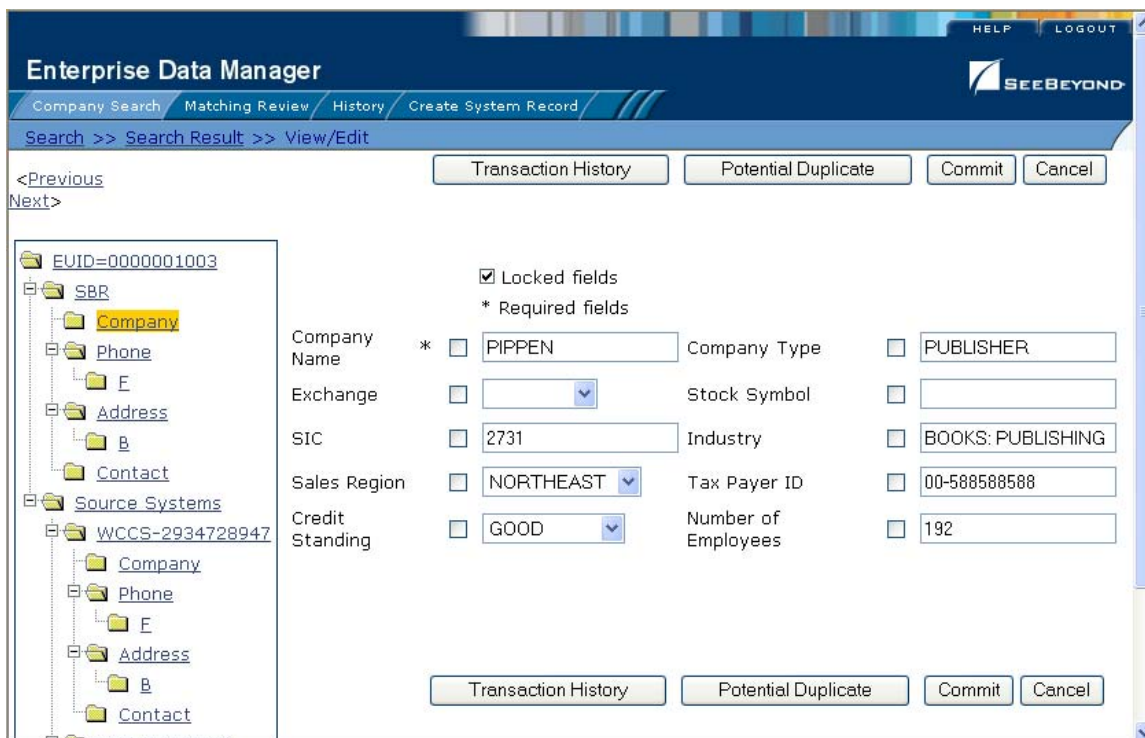 HELP LOGOUT
Enterprise Data Manager
SEEBEYOND
Company Search Matching Review History Create System Record
Search >> Search Result >> View/Edit
<Previous
Next>
Transaction History Potential Duplicate Commit Cancel
EUID=0000001003
SBR
Company
Phone
F
Address
B
Contact
Source Systems
WCCS-2934728947
Company
Phone
F
Address
B
Contact
Locked fields
* Required fields
Company Name * PIPPEN Company Type PUBLISHER
Exchange Stock Symbol
SIC 2731 Industry BOOKS: PUBLISHING
Sales Region NORTHEAST Tax Payer ID 00-588588588
Credit Standing GOOD Number of Employees 192
Transaction History Potential Duplicate Commit Cancel